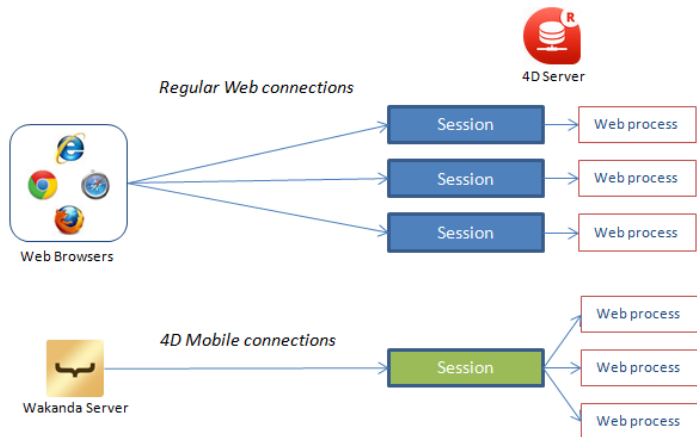 R
4D Server
Regular Web connections
Session
Web process
Session
Web process
Session
Web process
Web Browsers
4D Mobile connections
Web process
Session
Web process
Web process
Wakanda Server